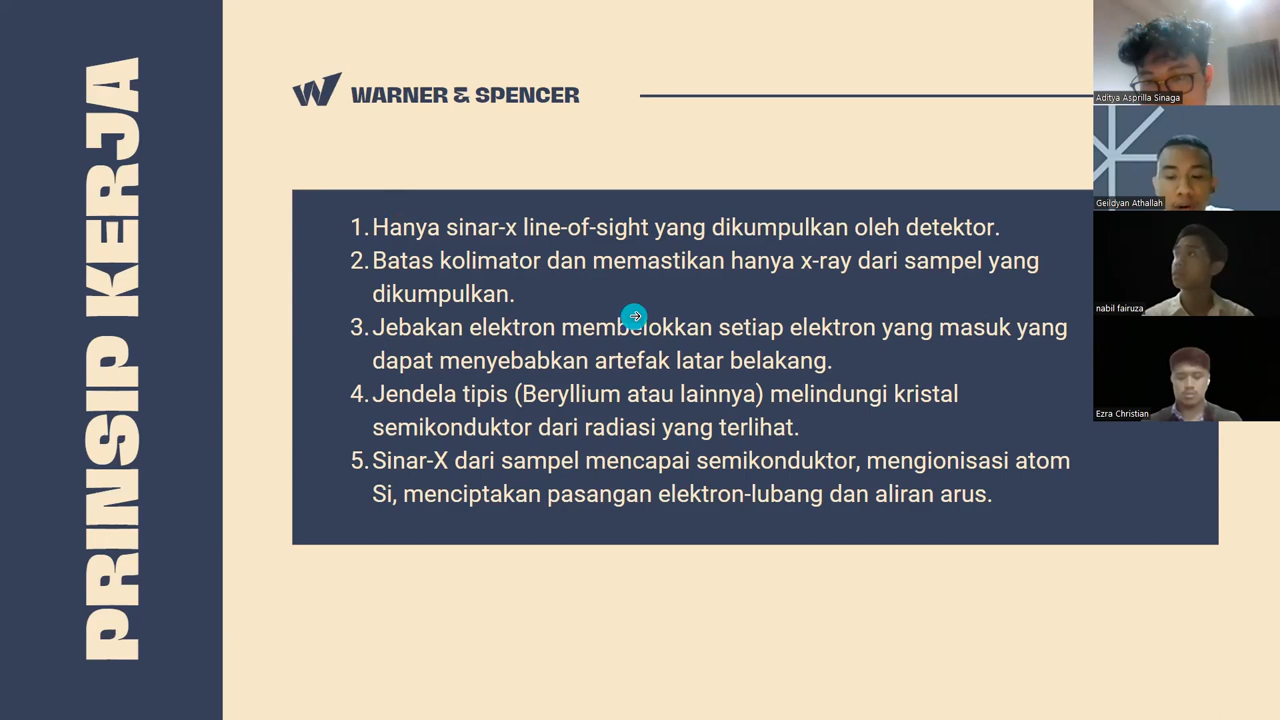 PRINSIP KERJA
WARNER & SPENCER
1. Hanya sinar-x line-of-sight yang dikumpulkan oleh detektor.
2. Batas kolimator dan memastikan hanya x-ray dari sampel yang
dikumpulkan.
3. Jebakan elektron membelokkan setiap elektron yang masuk yang
dapat menyebabkan artefak latar belakang.
4. Jendela tipis (Beryllium atau lainnya) melindungi kristal
semikonduktor dari radiasi yang terlihat.
5. Sinar-X dari sampel mencapai semikonduktor, mengionisasi atom
Si, menciptakan pasangan elektron-lubang dan aliran arus.
Aditya Asprilla Sinaga
Geildyan Athallah
nabil fairuza
Ezra Christian